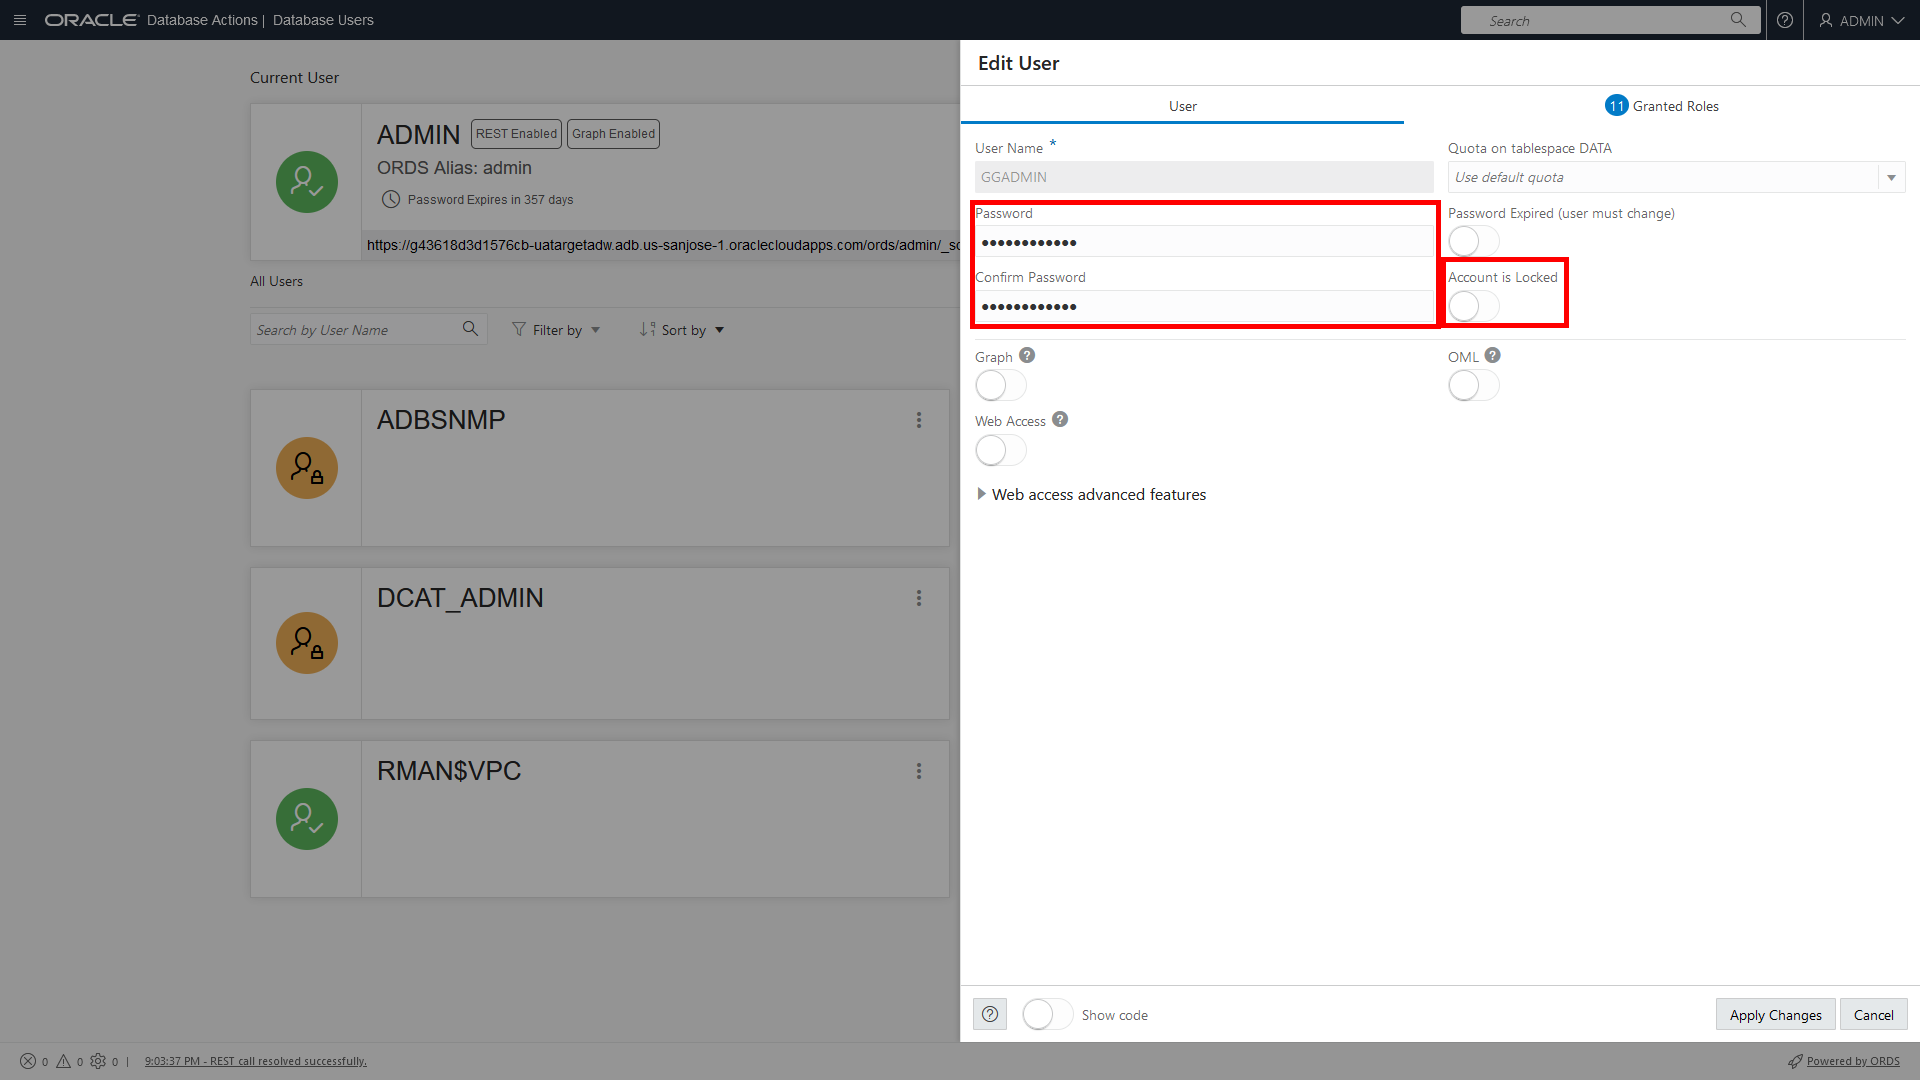 ORACLE Database Actions | Database Users
Search
ADMIN
Current User
ADMIN REST Enabled Graph Enabled
ORDS Alias: admin
Password Expires in 357 days
https://g43618d3d1576cb-uatargetadw.adb.us-sanjose-1.oraclecloudapps.com/ords/admin/_sc
All Users
Search by User Name
Filter by
Sort by
ADBSNMP
DCAT_ADMIN
RMAN$VPC
Edit User
User
11 Granted Roles
User Name *
GGADMIN
Quota on tablespace DATA
Use default quota
Password
••••••••••••
Password Expired (user must change)
Confirm Password
••••••••••••
Account is Locked
Graph ?
OML ?
Web Access ?
Web access advanced features
? Show code
Apply Changes
Cancel
0 0 0 | 9:03:37 PM - REST call resolved successfully.
Powered by ORDS